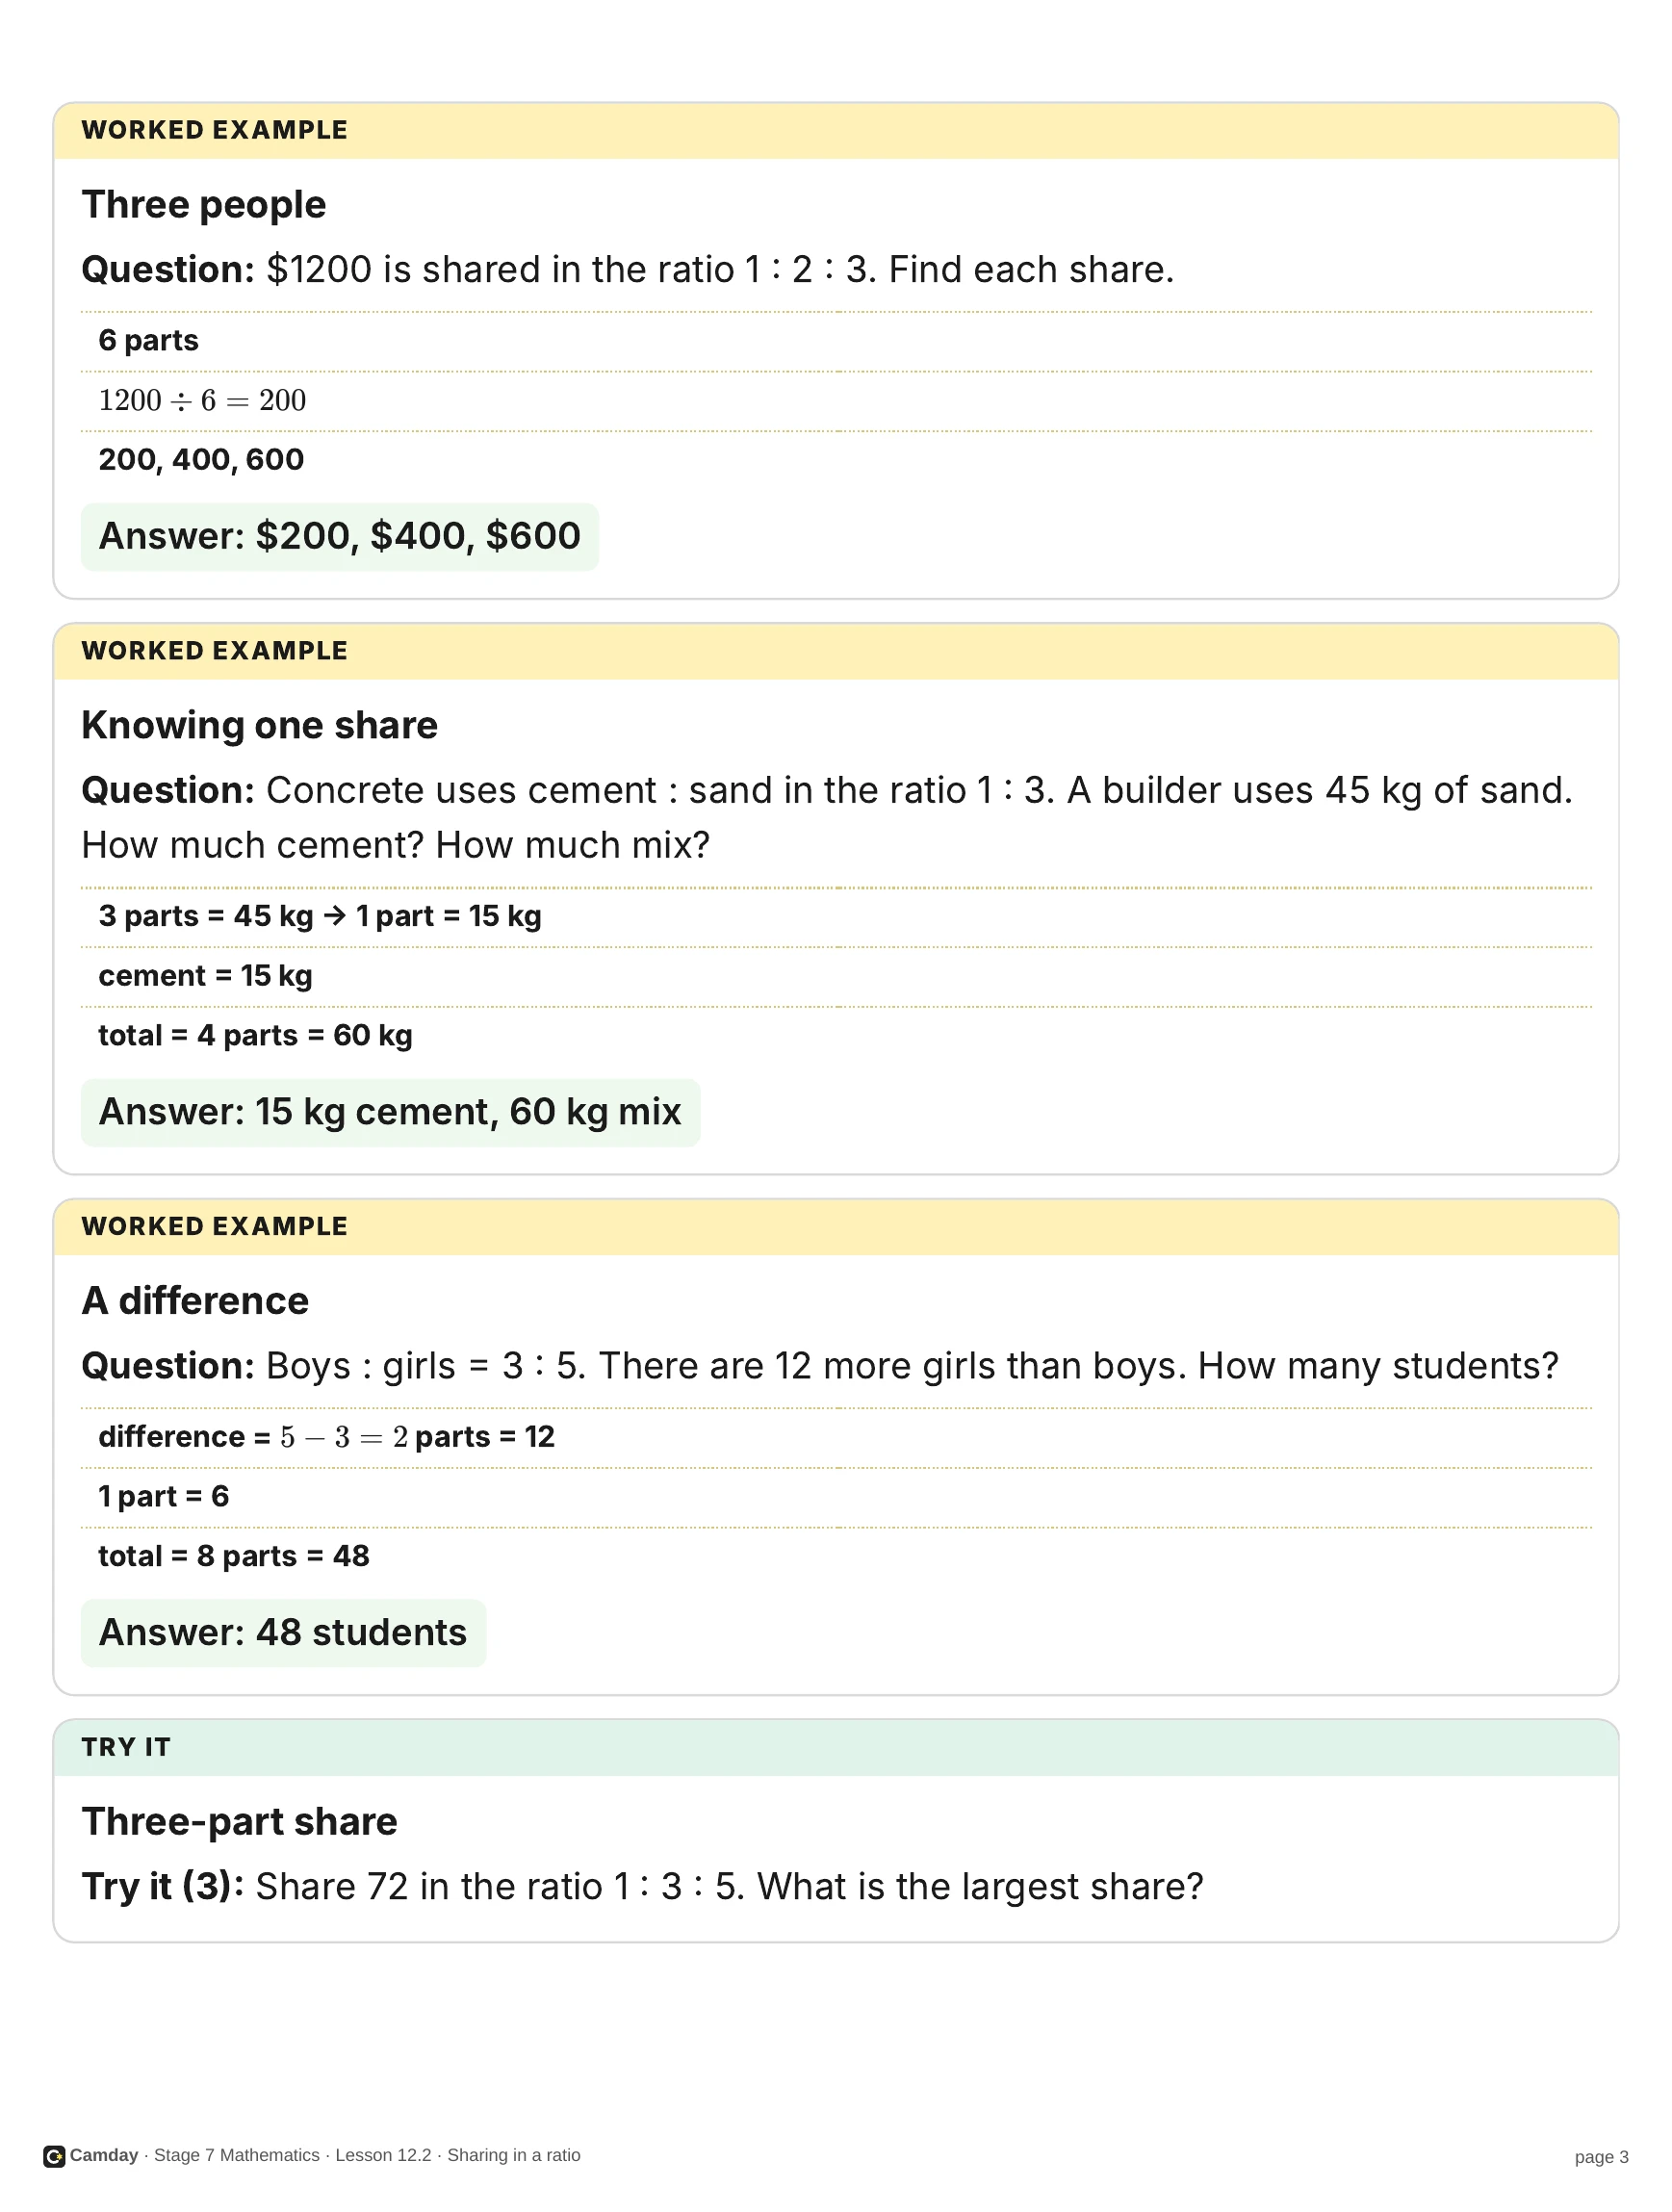 WORKED EXAMPLE
Three people
Question: $1200 is shared in the ratio 1 : 2 : 3. Find each share.
6 parts
1200 ÷ 6 = 200
200, 400, 600
Answer: $200, $400, $600
WORKED EXAMPLE
Knowing one share
Question: Concrete uses cement : sand in the ratio 1 : 3. A builder uses 45 kg of sand.
How much cement? How much mix?
3 parts = 45 kg → 1 part = 15 kg
cement = 15 kg
total = 4 parts = 60 kg
Answer: 15 kg cement, 60 kg mix
WORKED EXAMPLE
A difference
Question: Boys : girls = 3 : 5. There are 12 more girls than boys. How many students?
difference = 5 − 3 = 2 parts = 12
1 part = 6
total = 8 parts = 48
Answer: 48 students
TRY IT
Three-part share
Try it (3): Share 72 in the ratio 1 : 3 : 5. What is the largest share?
Camday · Stage 7 Mathematics · Lesson 12.2 · Sharing in a ratio
page 3